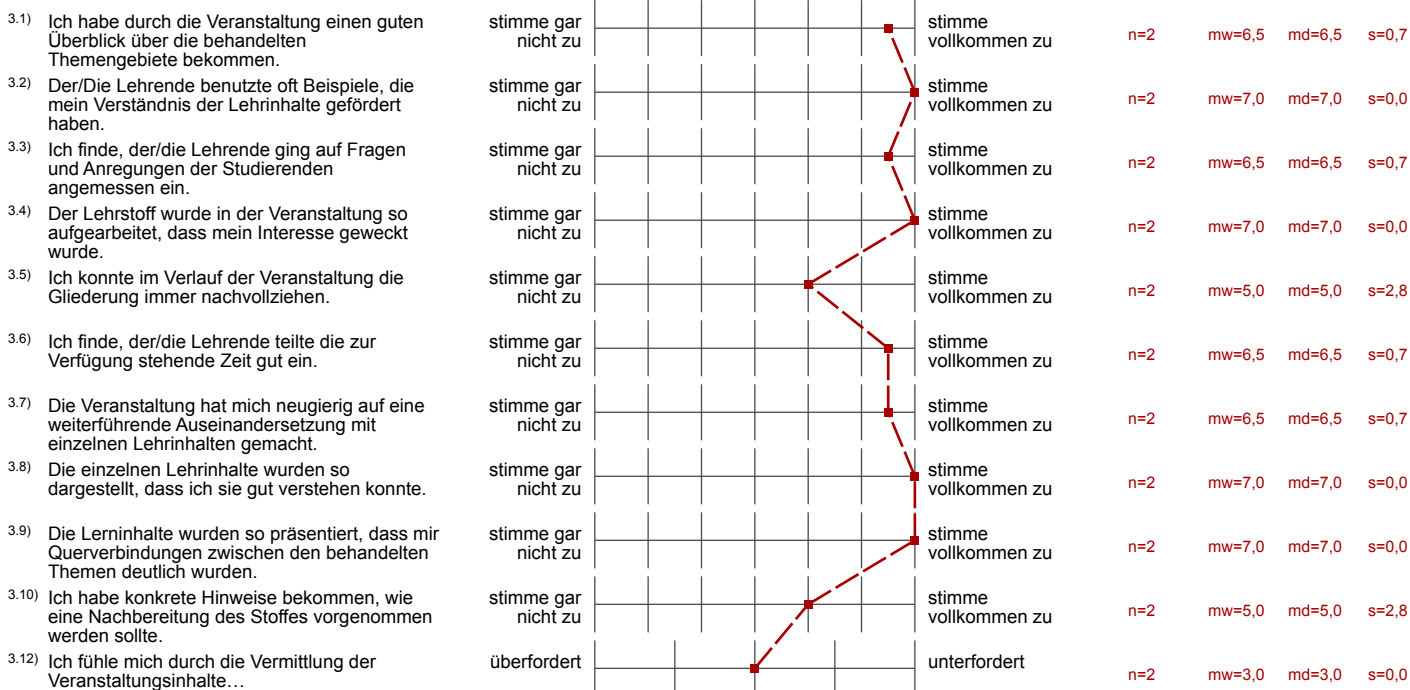 3.1) Ich habe durch die Veranstaltung einen guten
Überblick über die behandelten
Themengebiete bekommen.
stimme gar
nicht zu
stimme
vollkommen zu
n=2 mw=6,5 md=6,5 s=0,7
3.2) Der/Die Lehrende benutzte oft Beispiele, die
mein Verständnis der Lehrinhalte gefördert
haben.
stimme gar
nicht zu
stimme
vollkommen zu
n=2 mw=7,0 md=7,0 s=0,0
3.3) Ich finde, der/die Lehrende ging auf Fragen
und Anregungen der Studierenden
angemessen ein.
stimme gar
nicht zu
stimme
vollkommen zu
n=2 mw=6,5 md=6,5 s=0,7
3.4) Der Lehrstoff wurde in der Veranstaltung so
aufgearbeitet, dass mein Interesse geweckt
wurde.
stimme gar
nicht zu
stimme
vollkommen zu
n=2 mw=7,0 md=7,0 s=0,0
3.5) Ich konnte im Verlauf der Veranstaltung die
Gliederung immer nachvollziehen.
stimme gar
nicht zu
stimme
vollkommen zu
n=2 mw=5,0 md=5,0 s=2,8
3.6) Ich finde, der/die Lehrende teilte die zur
Verfügung stehende Zeit gut ein.
stimme gar
nicht zu
stimme
vollkommen zu
n=2 mw=6,5 md=6,5 s=0,7
3.7) Die Veranstaltung hat mich neugierig auf eine
weiterführende Auseinandersetzung mit
einzelnen Lehrinhalten gemacht.
stimme gar
nicht zu
stimme
vollkommen zu
n=2 mw=6,5 md=6,5 s=0,7
3.8) Die einzelnen Lehrinhalte wurden so
dargestellt, dass ich sie gut verstehen konnte.
stimme gar
nicht zu
stimme
vollkommen zu
n=2 mw=7,0 md=7,0 s=0,0
3.9) Die Lerninhalte wurden so präsentiert, dass mir
Querverbindungen zwischen den behandelten
Themen deutlich wurden.
stimme gar
nicht zu
stimme
vollkommen zu
n=2 mw=7,0 md=7,0 s=0,0
3.10) Ich habe konkrete Hinweise bekommen, wie
eine Nachbereitung des Stoffes vorgenommen
werden sollte.
stimme gar
nicht zu
stimme
vollkommen zu
n=2 mw=5,0 md=5,0 s=2,8
3.12) Ich fühle mich durch die Vermittlung der
Veranstaltungsinhalte…
überfordert
unterfordert
n=2 mw=3,0 md=3,0 s=0,0